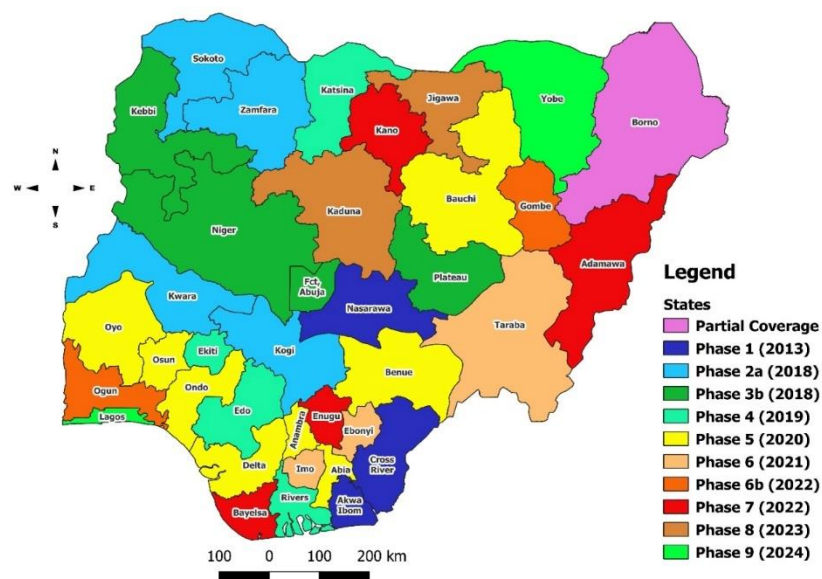 Sokoto
Katsina
Kebbi
Zamfara
Jigawa
Yobe
Borno
Kano
N
W E
S
Bauchi
Kaduna
Gombe
Niger
Adamawa
Fct,
Abuja
Plateau
Kwara
Nasarawa
Taraba
Oyo
Ekiti
Kogi
Osun
Benue
Ondo
Ogun
Edo
Enugu
Lagos
Anambra
Ebonyi
Delta
Imo
Abia
Cross
River
Rivers
Akwa
Ibom
Bayelsa
100 0 100 200 km
Legend
States
Partial Coverage
Phase 1 (2013)
Phase 2a (2018)
Phase 3b (2018)
Phase 4 (2019)
Phase 5 (2020)
Phase 6 (2021)
Phase 6b (2022)
Phase 7 (2022)
Phase 8 (2023)
Phase 9 (2024)